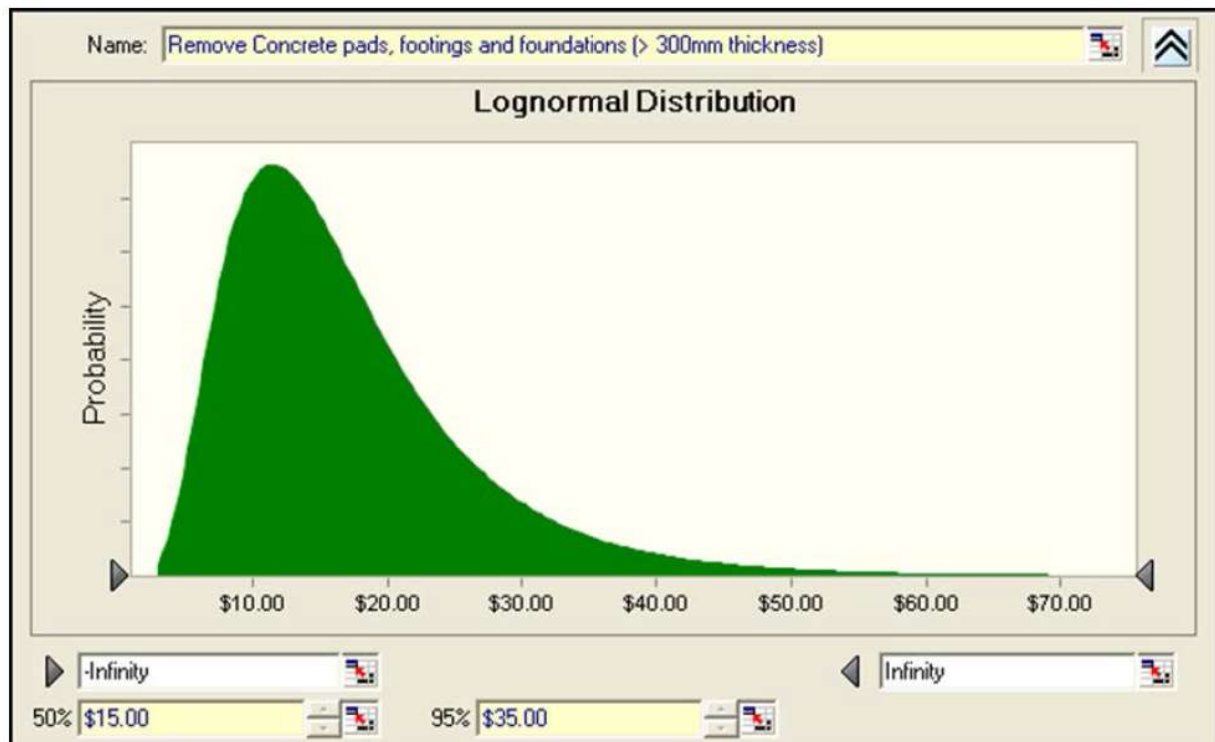 Name: Remove Concrete pads, footings and foundations (> 300mm thickness)
Lognormal Distribution
Probability
$10.00 $20.00 $30.00 $40.00 $50.00 $60.00 $70.00
-Infinity Infinity
50% $15.00 95% $35.00